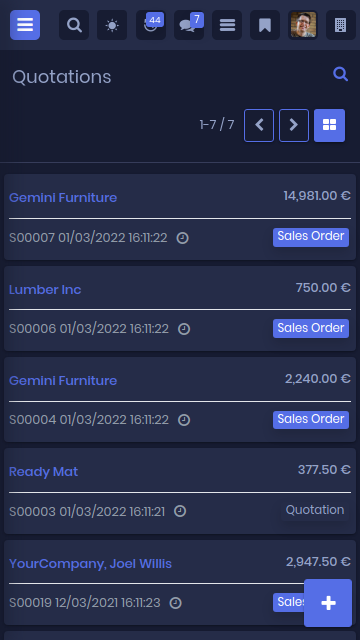 44
7
Quotations
1-7 / 7
Gemini Furniture 14,981.00 €
S00007 01/03/2022 16:11:22 Sales Order
Lumber Inc 750.00 €
S00006 01/03/2022 16:11:22 Sales Order
Gemini Furniture 2,240.00 €
S00004 01/03/2022 16:11:22 Sales Order
Ready Mat 377.50 €
S00003 01/03/2022 16:11:21 Quotation
YourCompany, Joel Willis 2,947.50 €
S00019 12/03/2021 16:11:23 Sales